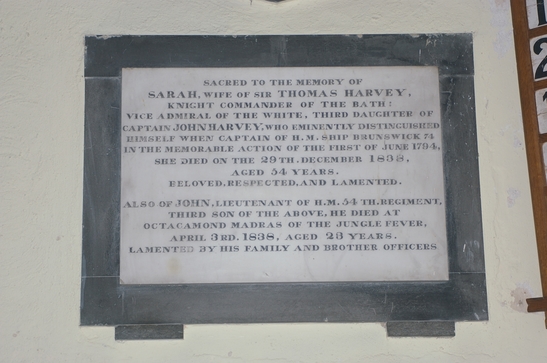 SACRED TO THE MEMORY OF
SARAH, WIFE OF SIR THOMAS HARVEY,
KNIGHT COMMANDER OF THE BATH:
VICE ADMIRAL OF THE WHITE, THIRD DAUGHTER OF
CAPTAIN JOHN HARVEY, WHO EMINENTLY DISTINGUISHED
HIMSELF WHEN CAPTAIN OF H.M. SHIP BRUNSWICK 74
IN THE MEMORABLE ACTION OF THE FIRST OF JUNE 1794,
SHE DIED ON THE 29TH. DECEMBER 1838,
AGED 54 YEARS.
BELOVED, RESPECTED, AND LAMENTED.
ALSO OF JOHN, LIEUTENANT OF H.M. 54TH. REGIMENT,
THIRD SON OF THE ABOVE, HE DIED AT
OCTACAMOND MADRAS OF THE JUNGLE FEVER,
APRIL 3RD. 1838, AGED 23 YEARS.
LAMENTED BY HIS FAMILY AND BROTHER OFFICERS